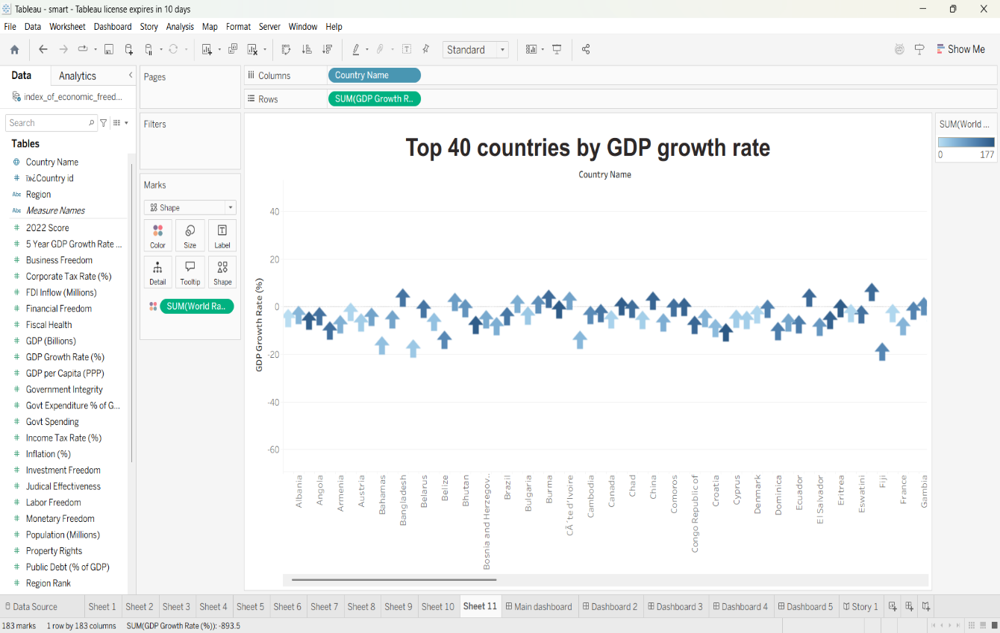 Tableau - smart - Tableau license expires in 10 days
File Data Worksheet Dashboard Story Analysis Map Format Server Window Help
Standard
Show Me
Data
Analytics
index_of_economic_freed...
Search
Tables
Country Name
ï»¿Country id
Abc Region
Abc Measure Names
2022 Score
5 Year GDP Growth Rate ...
Business Freedom
Corporate Tax Rate (%)
FDI Inflow (Millions)
Financial Freedom
Fiscal Health
GDP (Billions)
GDP Growth Rate (%)
GDP per Capita (PPP)
Government Integrity
Govt Expenditure % of G...
Govt Spending
Income Tax Rate (%)
Inflation (%)
Investment Freedom
Judical Effectiveness
Labor Freedom
Monetary Freedom
Population (Millions)
Property Rights
Public Debt (% of GDP)
Region Rank
Pages
Filters
Marks
Shape
Color Size Label
Detail Tooltip Shape
SUM(World Ra..
Columns
Country Name
Rows
SUM(GDP Growth R..
Top 40 countries by GDP growth rate
Country Name
GDP Growth Rate (%)
40
20
0
-20
-40
-60
Albania
Angola
Armenia
Austria
Bahamas
Bangladesh
Belarus
Belize
Bhutan
Bosnia and Herzegov..
Brazil
Bulgaria
Burma
CÃ´te d'Ivoire
Cambodia
Canada
Chad
China
Comoros
Congo Republic of
Croatia
Cyprus
Denmark
Dominica
Ecuador
El Salvador
Eritrea
Eswatini
Fiji
France
Gambia
SUM(World ...
0 177
Data Source Sheet 1 Sheet 2 Sheet 3 Sheet 4 Sheet 5 Sheet 6 Sheet 7 Sheet 8 Sheet 9 Sheet 10 Sheet 11 Main dashboard Dashboard 2 Dashboard 3 Dashboard 4 Dashboard 5 Story 1
183 marks 1 row by 183 columns SUM(GDP Growth Rate (%)): -893.5